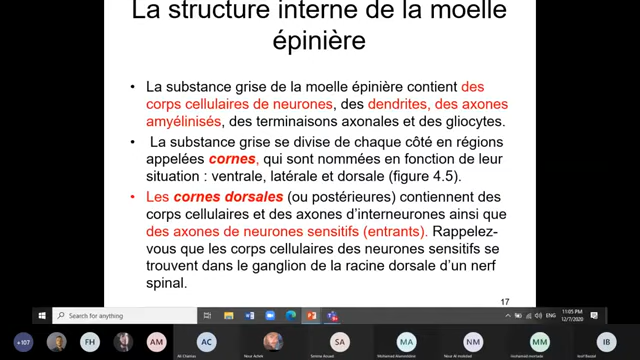 La structure interne de la moelle
épinière
• La substance grise de la moelle épinière contient des
corps cellulaires de neurones, des dendrites, des axones
amyélinisés, des terminaisons axonales et des gliocytes.
• La substance grise se divise de chaque côté en régions
appelées cornes, qui sont nommées en fonction de leur
situation : ventrale, latérale et dorsale (figure 4.5).
• Les cornes dorsales (ou postérieures) contiennent des
corps cellulaires et des axones d'interneurones ainsi que
des axones de neurones sensitifs (entrants). Rappelez-
vous que les corps cellulaires des neurones sensitifs se
trouvent dans le ganglion de la racine dorsale d'un nerf
spinal.
17
Search for anything
ENG
11:05 PM
12/7/2020
+107
FH
AM
AC
SA
MA
NM
MM
IB
Ali Chamas